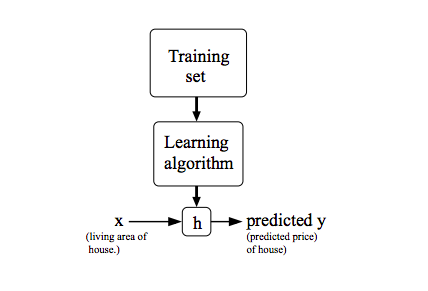 Training
set
Learning
algorithm
x
h
predicted y
(living area of
house.)
(predicted price)
of house)